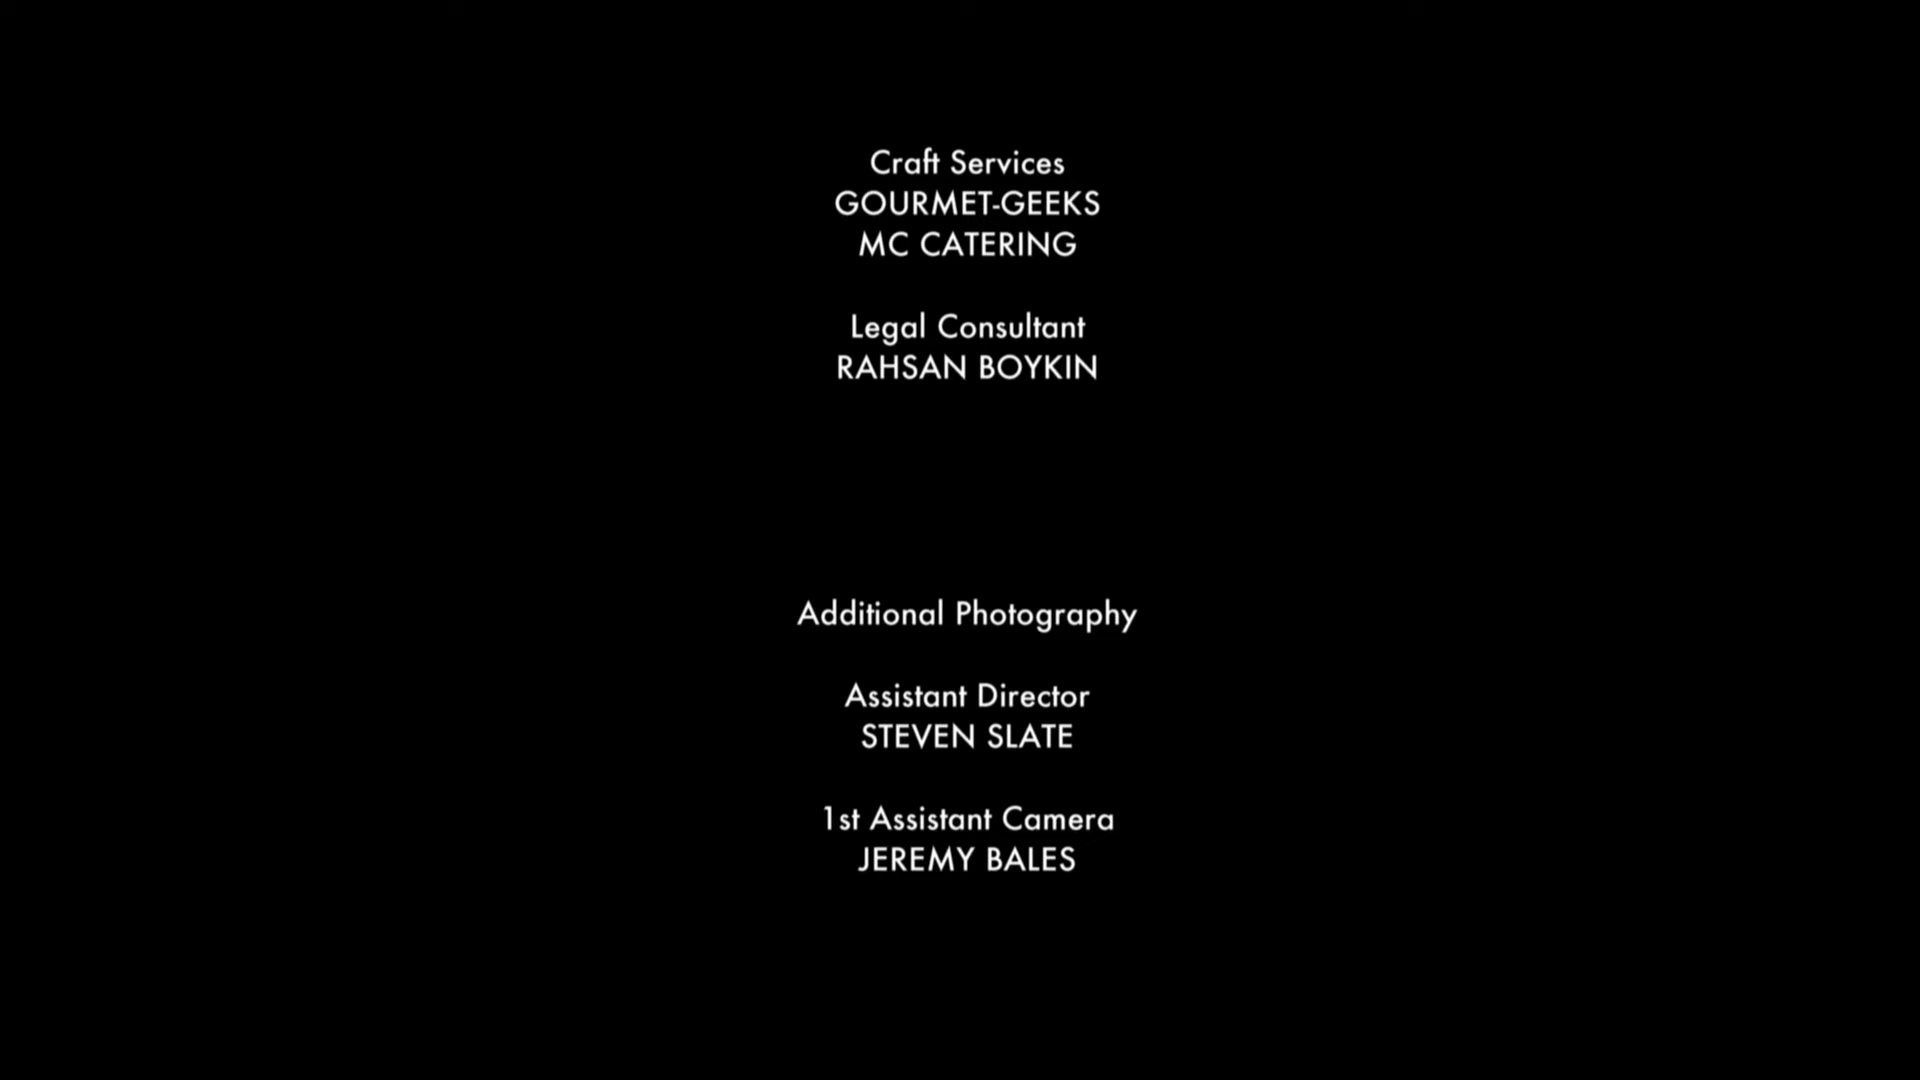 Craft Services
GOURMET-GEEKS
MC CATERING
Legal Consultant
RAHSAN BOYKIN
Additional Photography
Assistant Director
STEVEN SLATE
1st Assistant Camera
JEREMY BALES